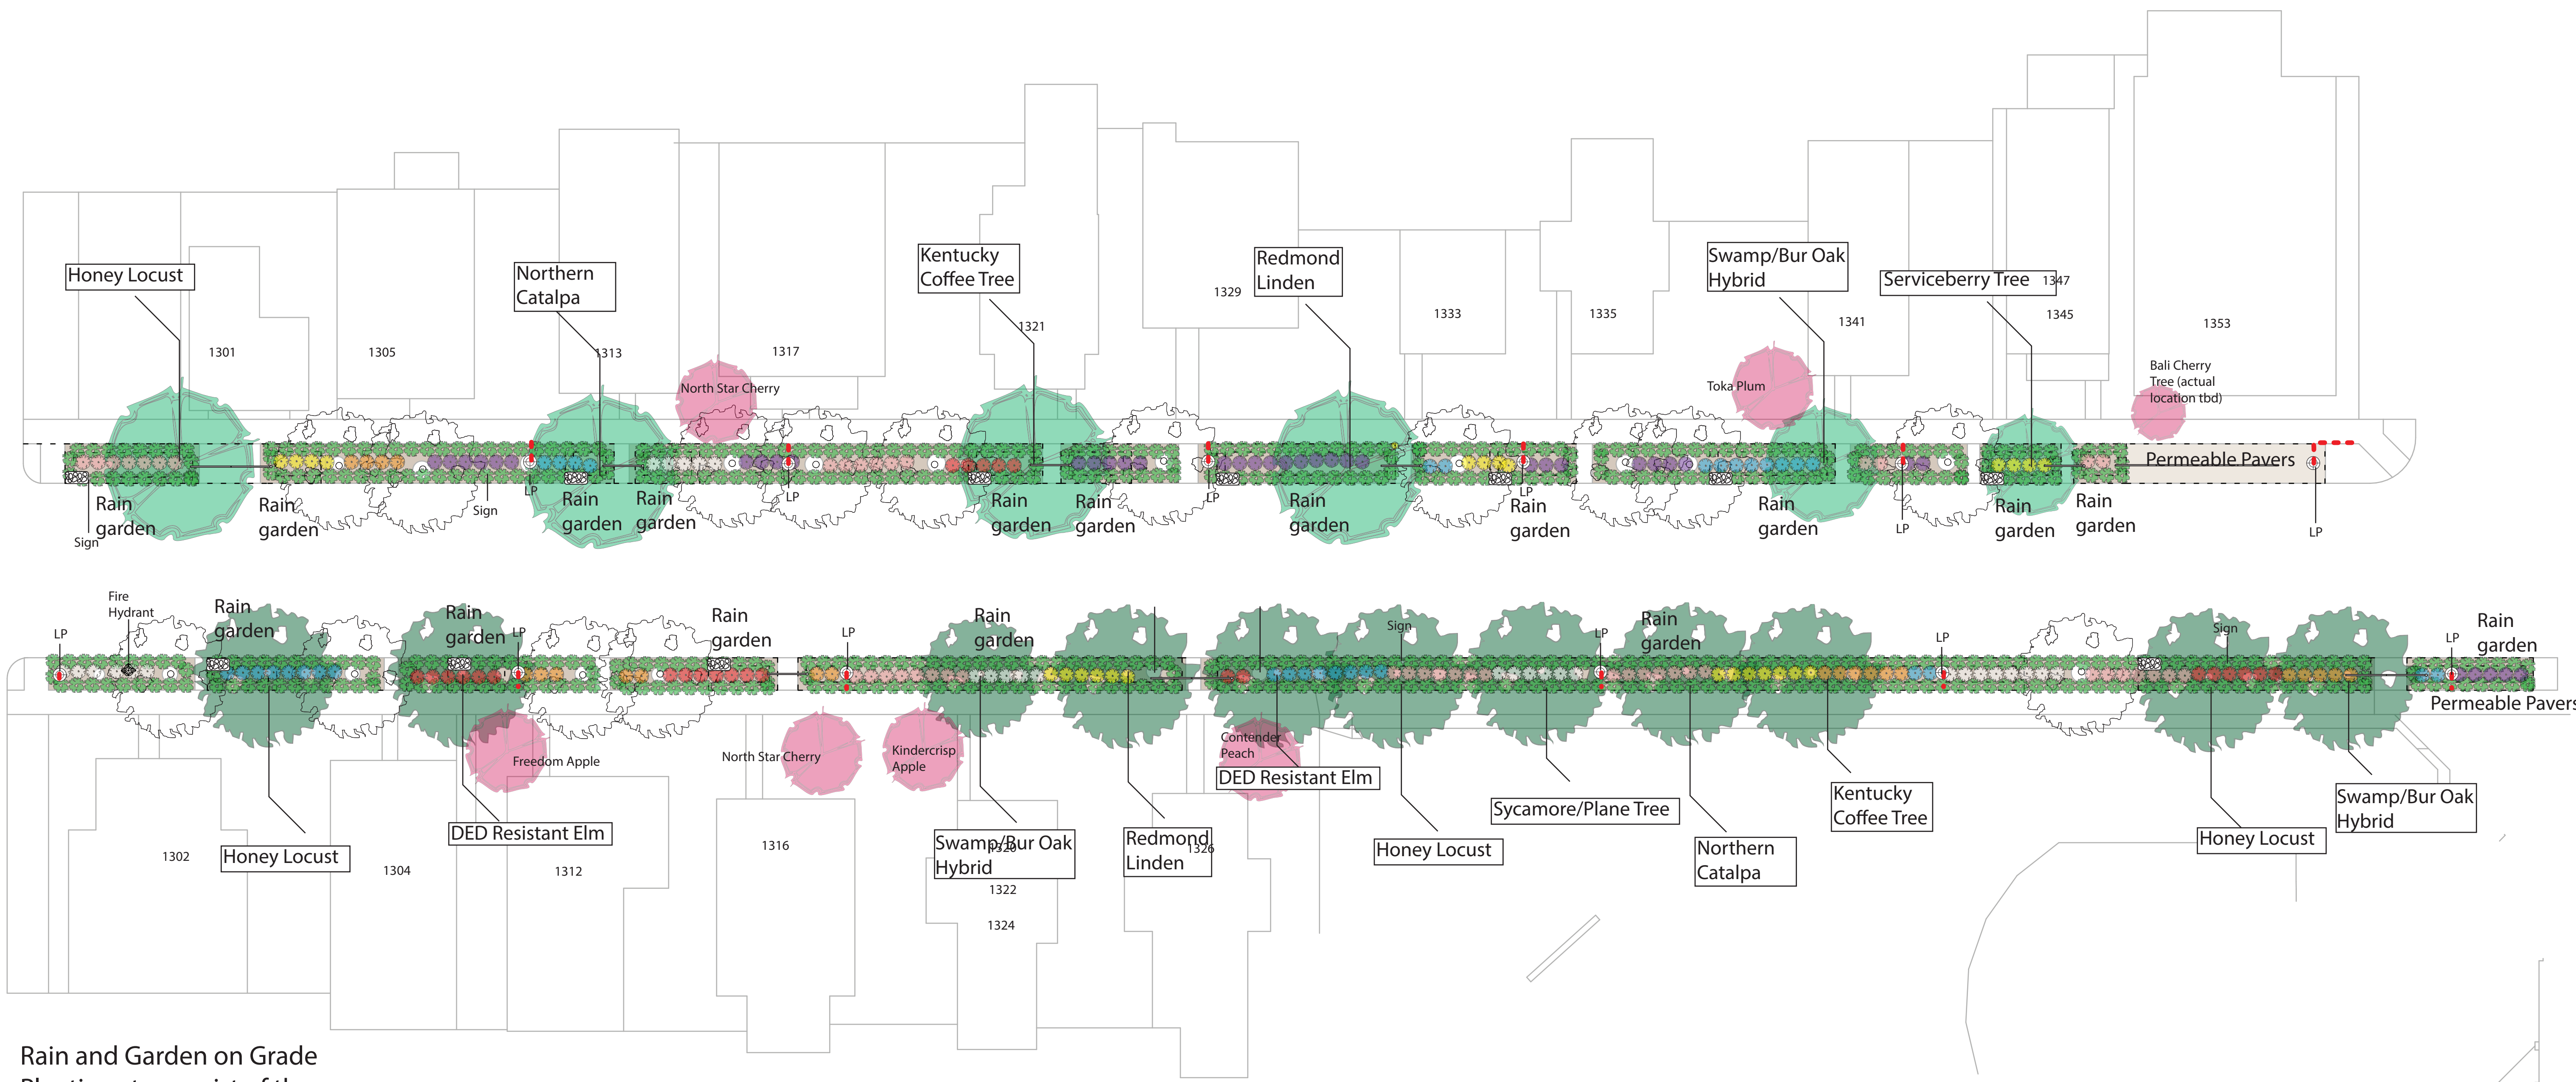 Honey Locust
Northern
Catalpa
Kentucky
Coffee Tree
Redmond
Linden
Swamp/Bur Oak
Hybrid
Serviceberry Tree
1347
1301
1305
1313
1317
1321
1329
1333
1335
1341
1345
1353
North Star Cherry
Toka Plum
Bali Cherry
Tree (actual
location tbd)
Permeable Pavers
Sign
Rain
garden
Rain
garden
Sign
LP
Rain
garden
Rain
garden
LP
Rain
garden
Rain
garden
LP
Rain
garden
LP
Rain
garden
Rain
garden
LP
Rain
garden
Rain
garden
LP
LP
Fire
Hydrant
Rain
garden
Rain
garden
LP
Rain
garden
LP
Rain
garden
Sign
LP
Rain
garden
LP
Sign
LP
Rain
garden
Permeable Pavers
Freedom Apple
North Star Cherry
Kindercrisp
Apple
Contender
Peach
DED Resistant Elm
1302
Honey Locust
1304
DED Resistant Elm
1312
1316
Swamp/Bur Oak
Hybrid
1320
1322
1324
Redmond
Linden
1326
Honey Locust
Sycamore/Plane Tree
Northern
Catalpa
Kentucky
Coffee Tree
Honey Locust
Swamp/Bur Oak
Hybrid
Rain and Garden on Grade